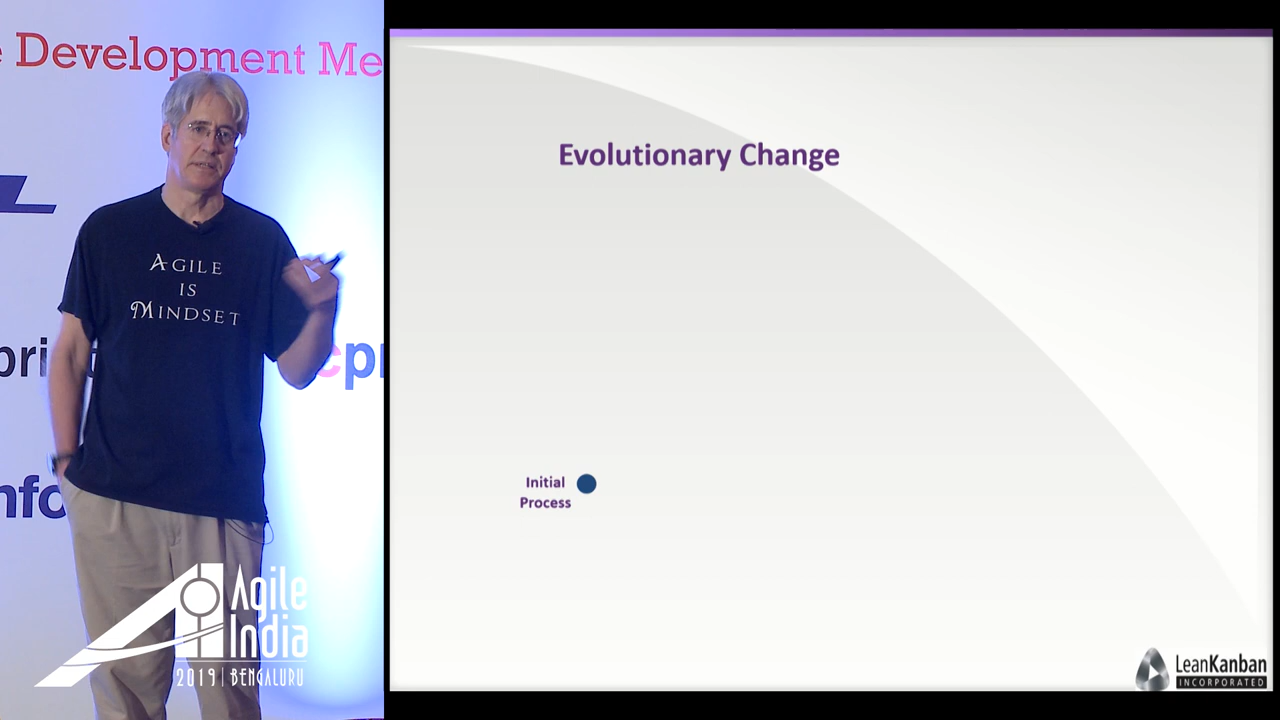 e Development Me
AGILE
IS
MINDSET
Agile
India
2019 | BENGALURU
Evolutionary Change
Initial
Process
LeanKanban
INCORPORATED